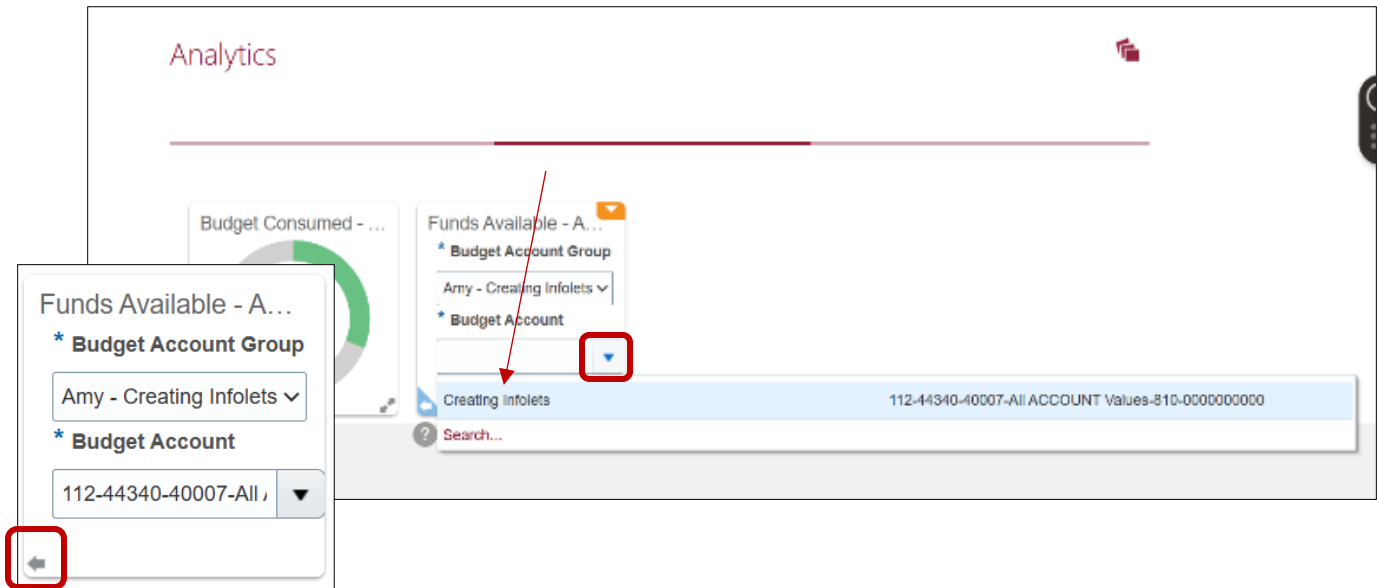 Analytics
Budget Consumed - ...
Funds Available - A...
* Budget Account Group
Amy - Creating Infolets
* Budget Account
Creating Infolets 112-44340-40007-All ACCOUNT Values-810-0000000000
? Search...
Funds Available - A...
* Budget Account Group
Amy - Creating Infolets
* Budget Account
112-44340-40007-All